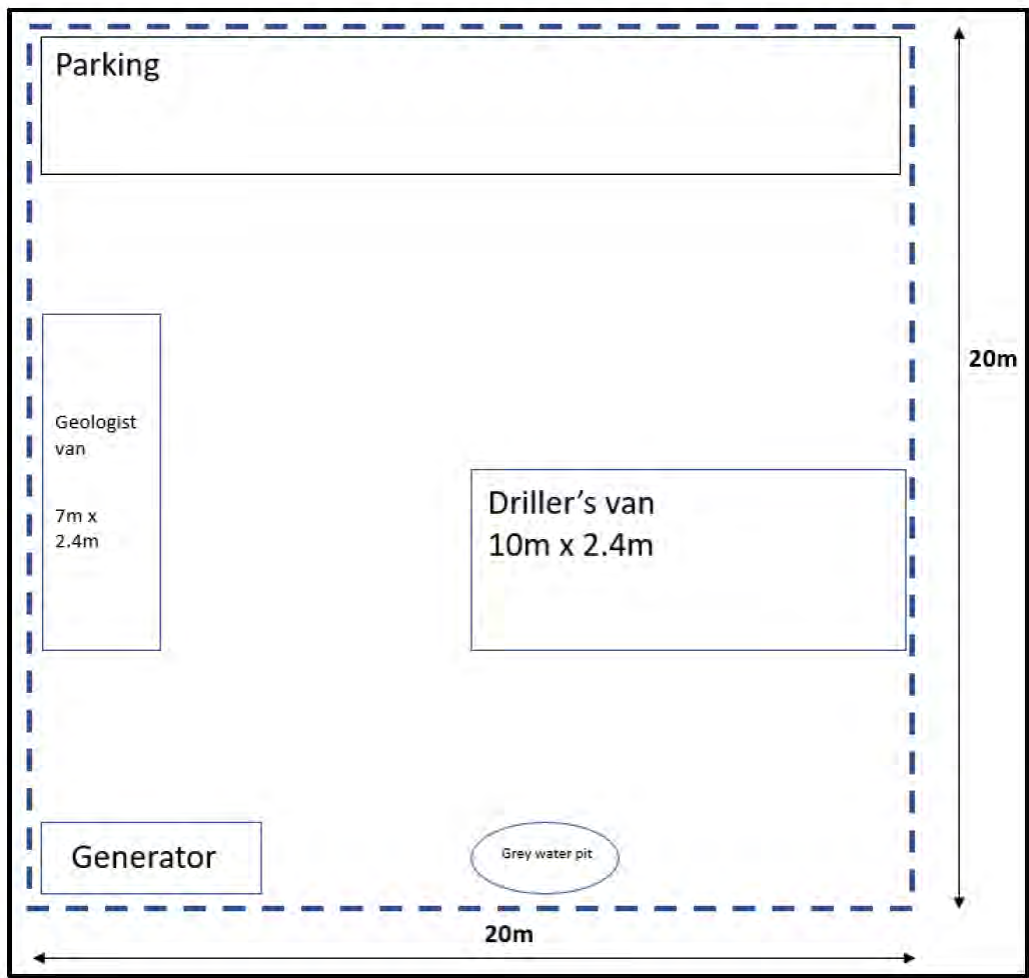 Parking
20m
Geologist
van
7m x
2.4m
Driller’s van
10m x 2.4m
Generator
Grey water pit
20m